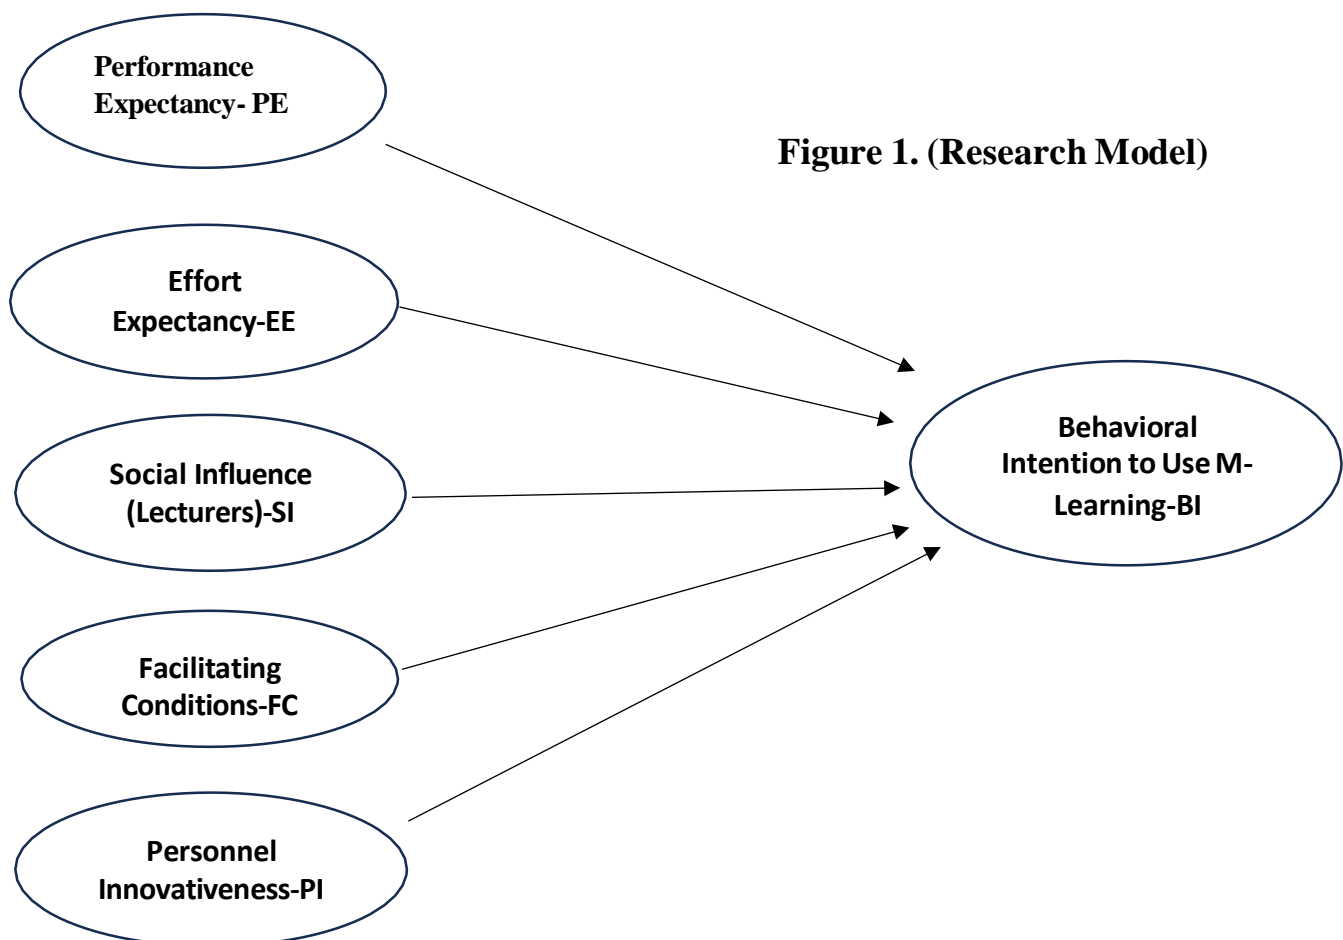 Performance
Expectancy- PE
Figure 1. (Research Model)
Effort
Expectancy-EE
Social Influence
(Lecturers)-SI
Behavioral
Intention to Use M-
Learning-BI
Facilitating
Conditions-FC
Personnel
Innovativeness-PI